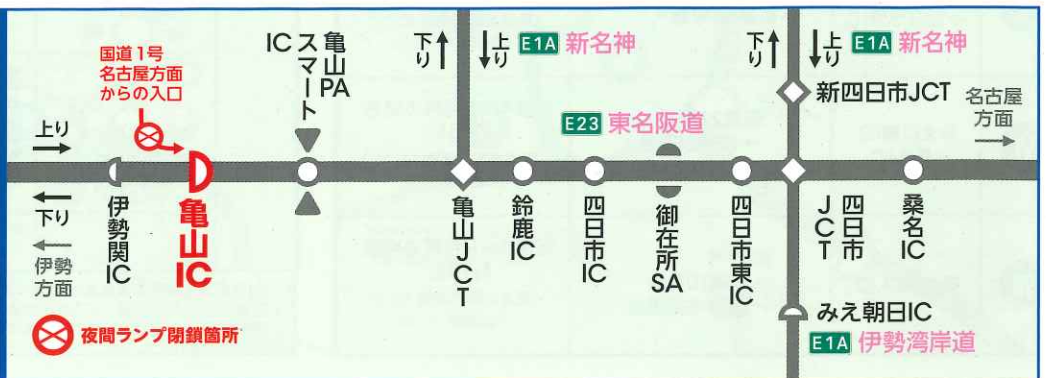 国道1号
名古屋方面
からの入口
亀山PA
スマート
IC
下り
上り
E1A 新名神
下り
上り
E1A 新名神
新四日市JCT
名古屋
方面
E23 東名阪道
上り
下り
伊勢
方面
伊勢関IC
亀山IC
亀山JCT
鈴鹿IC
四日市IC
御在所SA
四日市東IC
四日市
JCT
桑名IC
みえ朝日IC
E1A 伊勢湾岸道
夜間ランプ閉鎖箇所